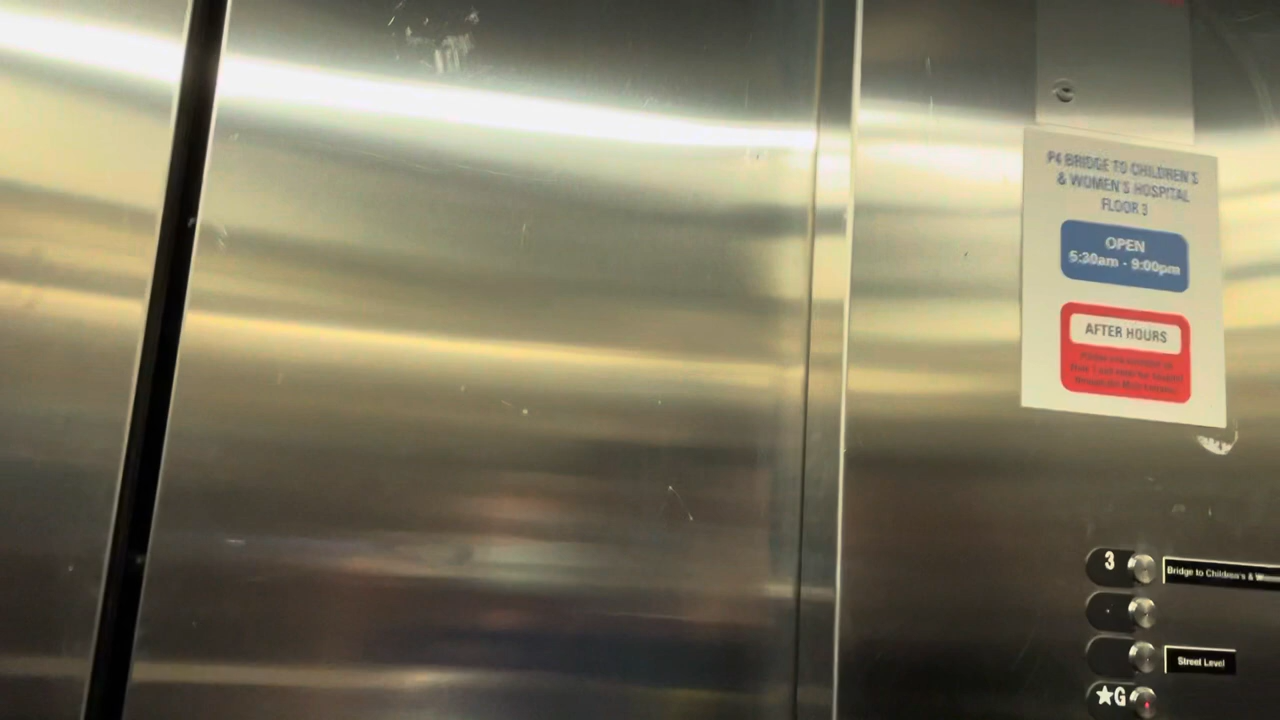 P4 BRIDGE TO CHILDREN'S
& WOMEN'S HOSPITAL
FLOOR 3
OPEN
5:30am - 9:00pm
AFTER HOURS
3
Bridge to Children's &
Street Level
★G